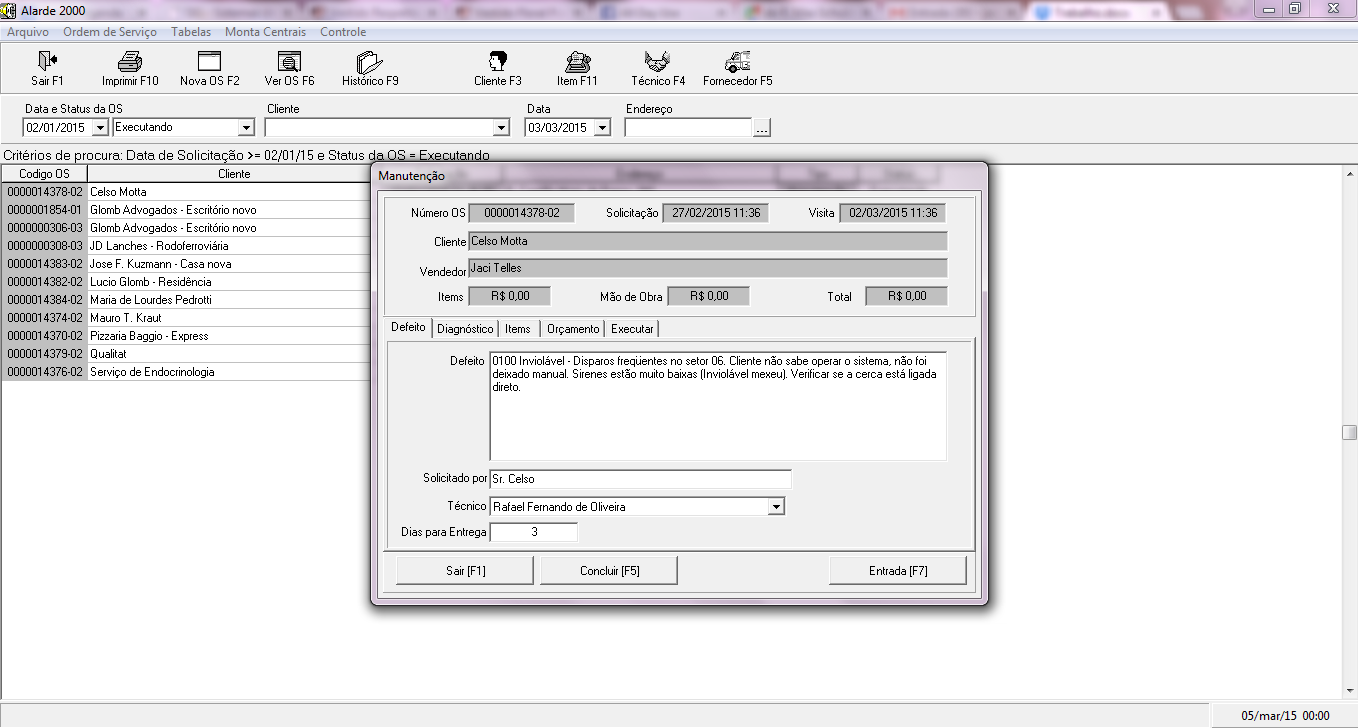 Alarde 2000
Arquivo Ordem de Serviço Tabelas Monta Centrais Controle
Sair F1 Imprimir F10 Nova OS F2 Ver OS F6 Histórico F9 Cliente F3 Item F11 Técnico F4 Fornecedor F5
Data e Status da OS Cliente Data Endereço
02/01/2015 Executando 03/03/2015 ...
Critérios de procura: Data de Solicitação >= 02/01/15 e Status da OS = Executando
Codigo OS Cliente
0000014378-02 Celso Motta
0000001854-01 Glomb Advogados - Escritório novo
0000000306-03 Glomb Advogados - Escritório novo
0000000308-03 JD Lanches - Rodoferroviária
0000014383-02 Jose F. Kuzmann - Casa nova
0000014382-02 Lucio Glomb - Residência
0000014384-02 Maria de Lourdes Pedrotti
0000014374-02 Mauro T. Kraut
0000014370-02 Pizzaria Baggio - Express
0000014379-02 Qualitat
0000014376-02 Serviço de Endocrinologia
Manutenção
Número OS 0000014378-02 Solicitação 27/02/2015 11:36 Visita 02/03/2015 11:36
Cliente Celso Motta
Vendedor Jaci Telles
Items R$ 0,00 Mão de Obra R$ 0,00 Total R$ 0,00
Defeito Diagnóstico Items Orçamento Executar
Defeito 0100 Inviolável - Disparos freqüentes no setor 06. Cliente não sabe operar o sistema, não foi
deixado manual. Sirenes estão muito baixas (Inviolável mexeu). Verificar se a cerca está ligada
direto.
Solicitado por Sr. Celso
Técnico Rafael Fernando de Oliveira
Dias para Entrega 3
Sair [F1] Concluir [F5] Entrada [F7]
05/mar/15 00:00